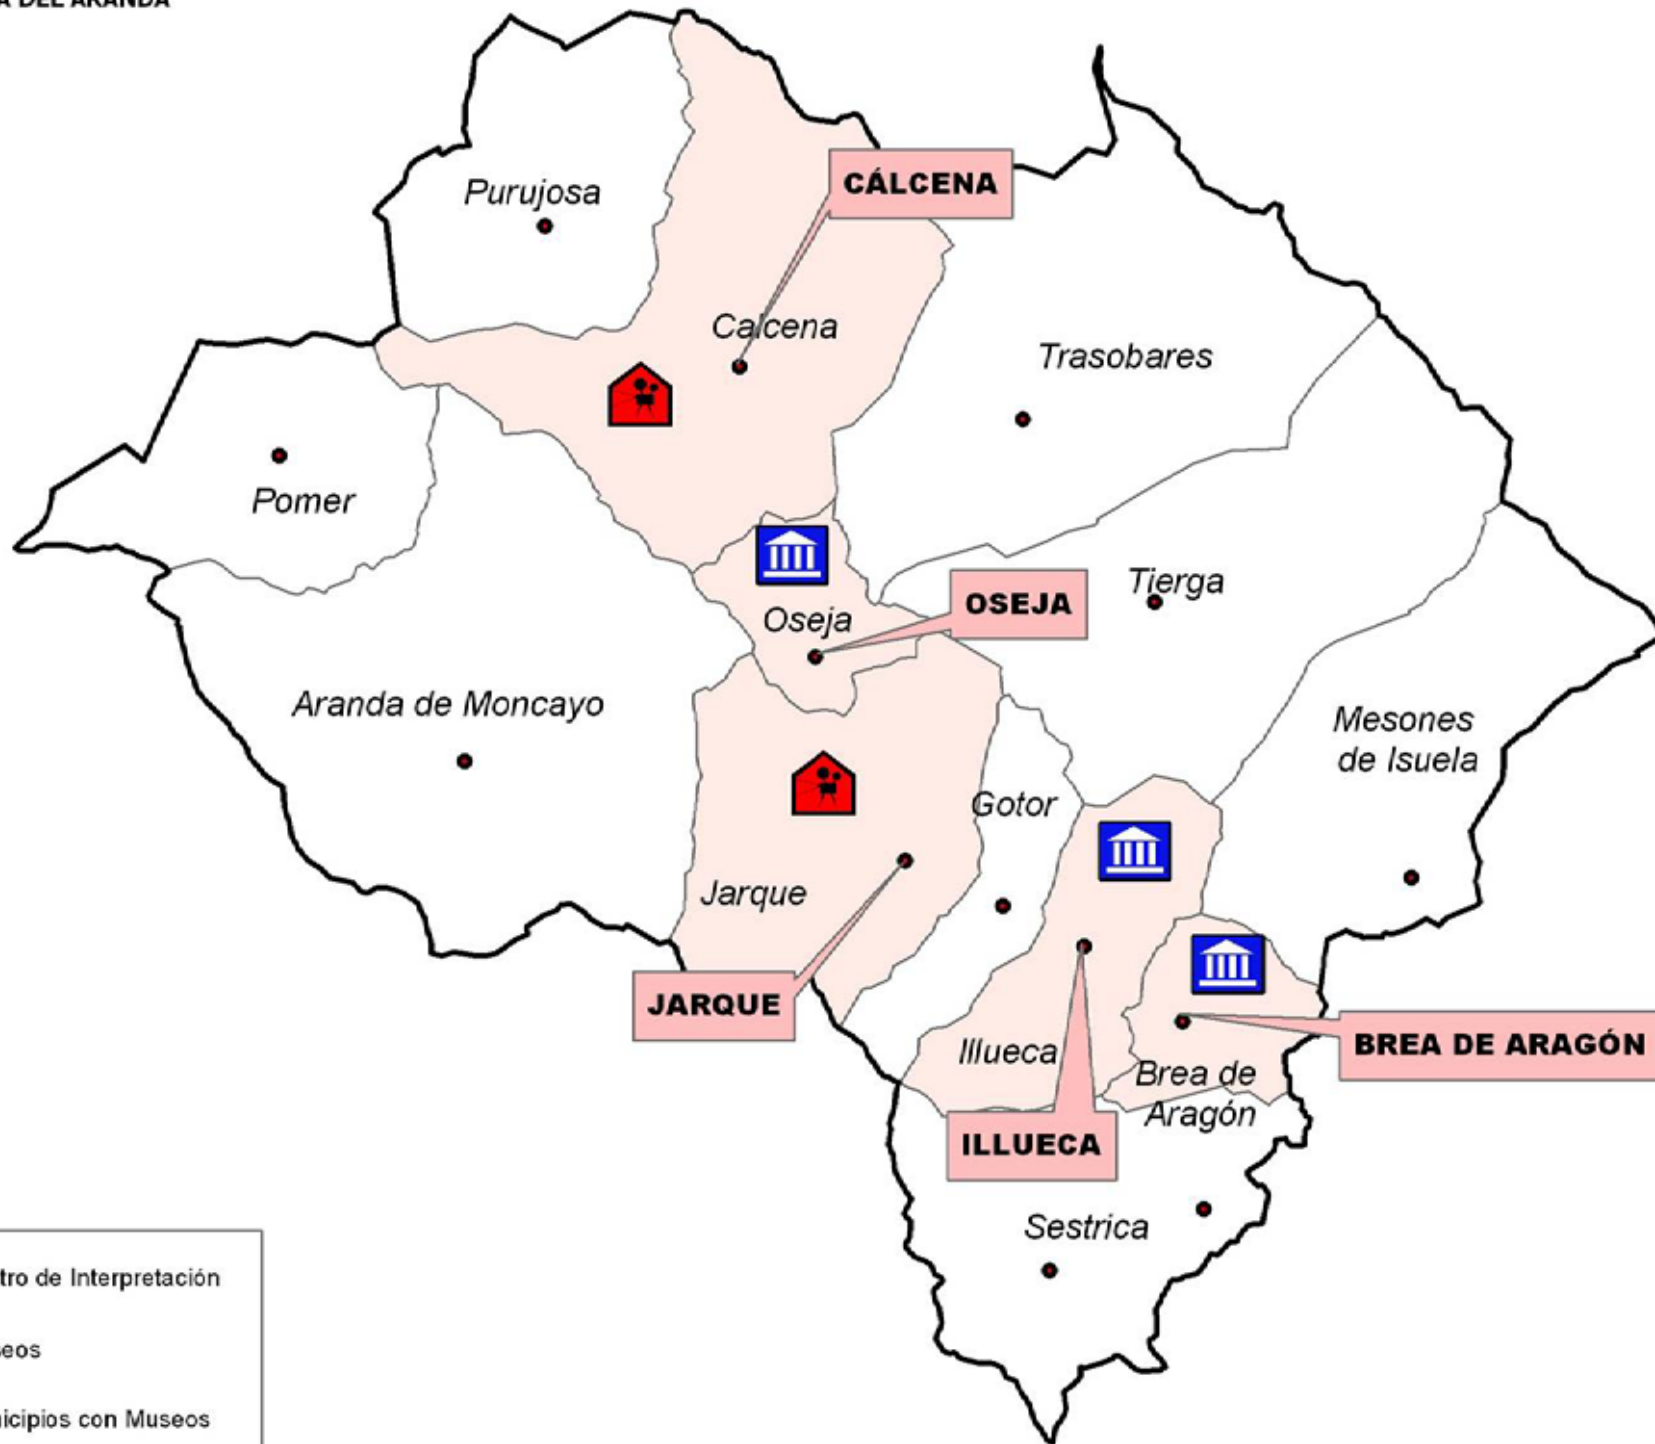 DEL ARANDA
CÁLCENA
Purujosa
Calcena
Trasobares
Pomer
Tierga
OSEJA
Oseja
Aranda de Moncayo
Mesones
de Isuela
Gotor
Jarque
JARQUE
BREA DE ARAGÓN
Illueca
Brea de
Aragón
ILLUECA
Sestrica
tro de Interpretación
eos
icipios con Museos